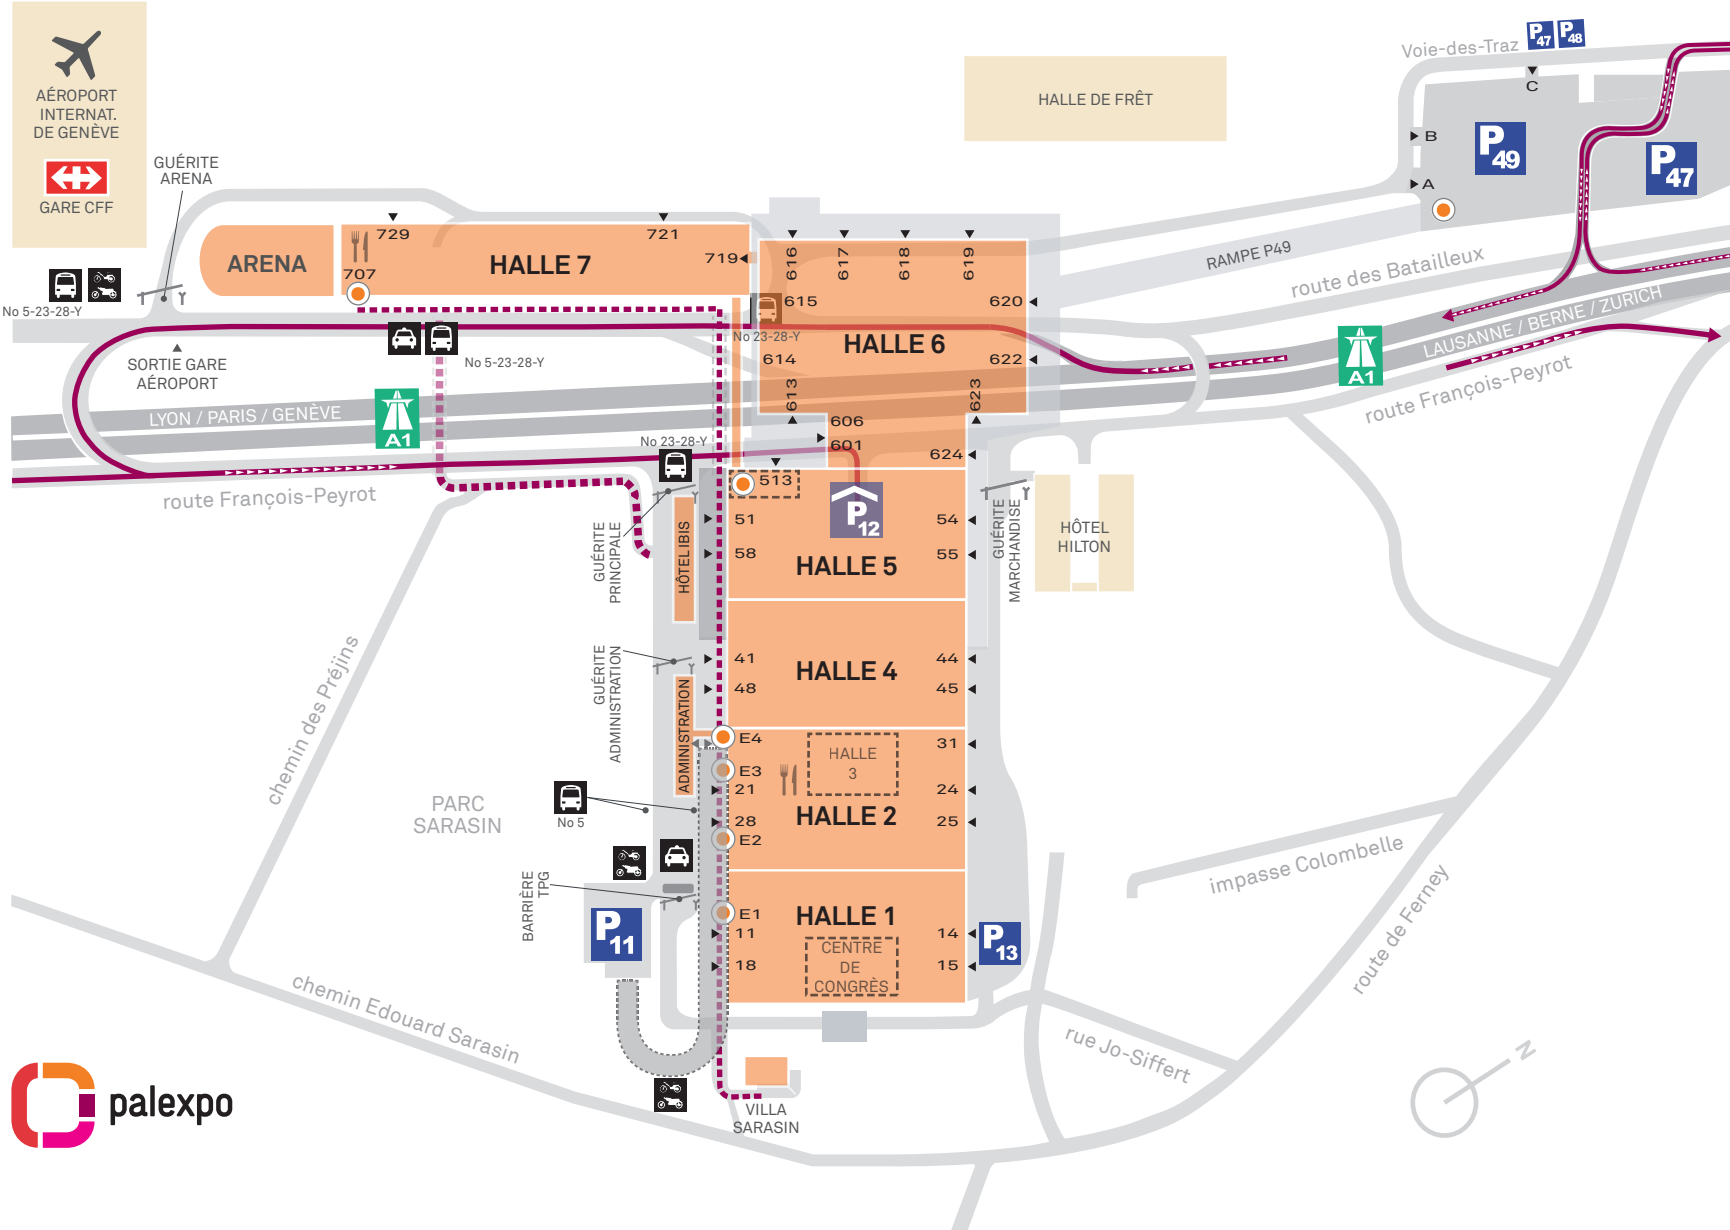 AÉROPORT
INTERNAT.
DE GENÈVE
GARE CFF
GUÉRITE
ARENA
HALLE DE FRÊT
Voie-des-Traz
P47
P48
C
B
A
P49
P47
RAMPE P49
route des Batailleux
LAUSANNE / BERNE / ZURICH
A1
route François-Peyrot
ARENA
729
721
707
HALLE 7
719
616
617
618
619
615
620
No 23-28-Y
HALLE 6
614
622
613
623
606
601
624
No 5-23-28-Y
SORTIE GARE
AÉROPORT
No 5-23-28-Y
LYON / PARIS / GENÈVE
A1
No 23-28-Y
route François-Peyrot
513
P12
51
54
58
55
HALLE 5
GUÉRITE
PRINCIPALE
HÔTEL IBIS
GUÉRITE
MARCHANDISE
HÔTEL
HILTON
GUÉRITE
ADMINISTRATION
ADMINISTRATION
41
44
HALLE 4
48
45
chemin des Préjins
E4
31
HALLE
3
E3
21
24
HALLE 2
28
25
E2
PARC
SARASIN
No 5
BARRIÈRE
TPG
P11
E1
HALLE 1
11
14
P13
CENTRE
DE
CONGRÈS
18
15
impasse Colombelle
route de Ferney
rue Jo-Siffert
chemin Edouard Sarasin
VILLA
SARASIN
palexpo
N